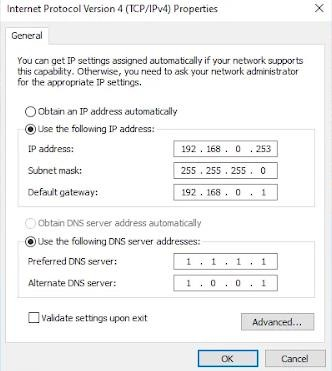 Internet Protocol Version 4 (TCP/IPv4) Properties
General
You can get IP settings assigned automatically if your network supports
this capability. Otherwise, you need to ask your network administrator
for the appropriate IP settings.
Obtain an IP address automatically
Use the following IP address:
IP address: 192 . 168 . 0 . 253
Subnet mask: 255 . 255 . 255 . 0
Default gateway: 192 . 168 . 0 . 1
Obtain DNS server address automatically
Use the following DNS server addresses:
Preferred DNS server: 1 . 1 . 1 . 1
Alternate DNS server: 1 . 0 . 0 . 1
Validate settings upon exit
Advanced...
OK Cancel